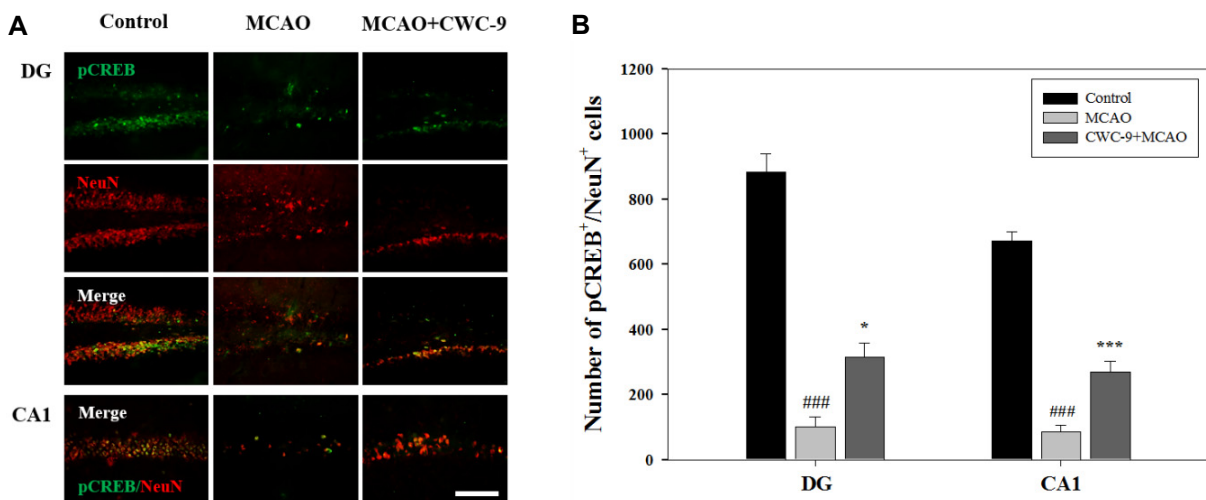 A
Control MCAO MCAO+CWC-9
DG
pCREB
NeuN
Merge
CA1
Merge
pCREB/NeuN
B
Number of pCREB+/NeuN+ cells
1200
1000
800
600
400
200
0
Control
MCAO
CWC-9+MCAO
###
*
###
***
DG CA1